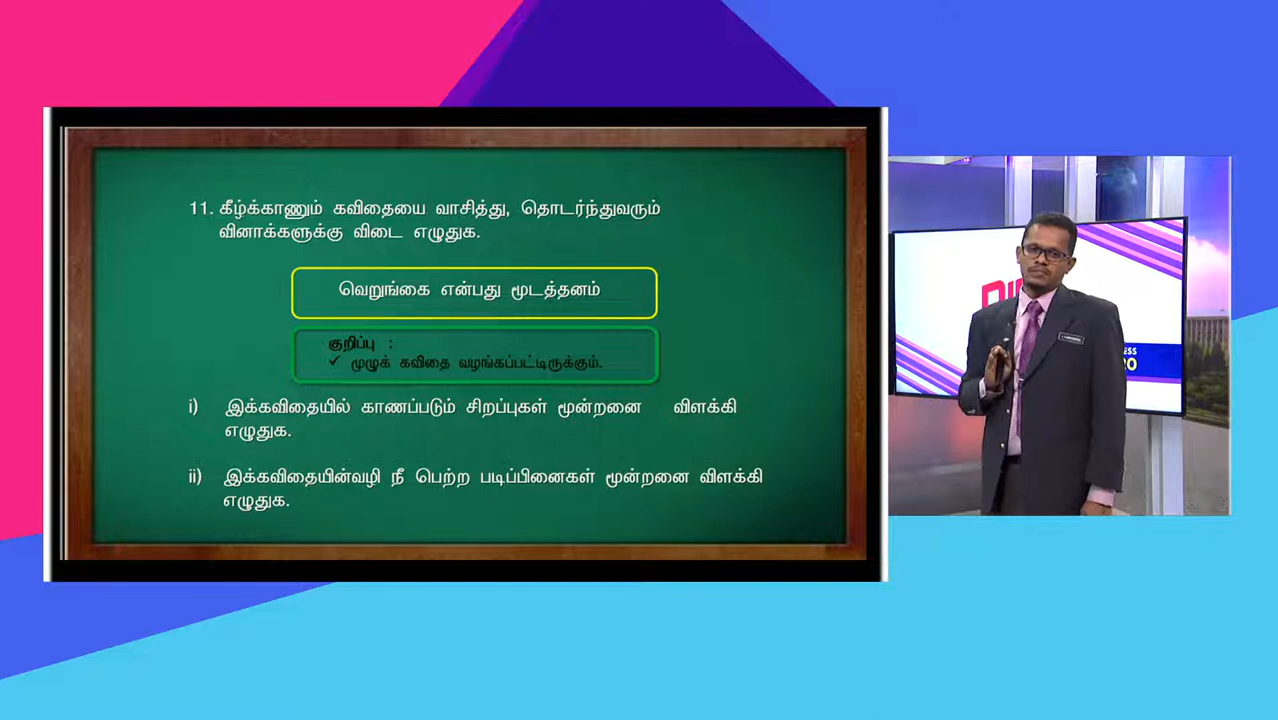 11. கீழ்க்காணும் கவிதையை வாசித்து, தொடர்ந்துவரும்
வினாக்களுக்கு விடை எழுதுக.
வெறுங்கை என்பது மூடத்தனம்
குறிப்பு :
✓ முழுக் கவிதை வழங்கப்பட்டிருக்கும்.
i) இக்கவிதையில் காணப்படும் சிறப்புகள் மூன்றனை விளக்கி
எழுதுக.
ii) இக்கவிதையின்வழி நீ பெற்ற படிப்பினைகள் மூன்றனை விளக்கி
எழுதுக.